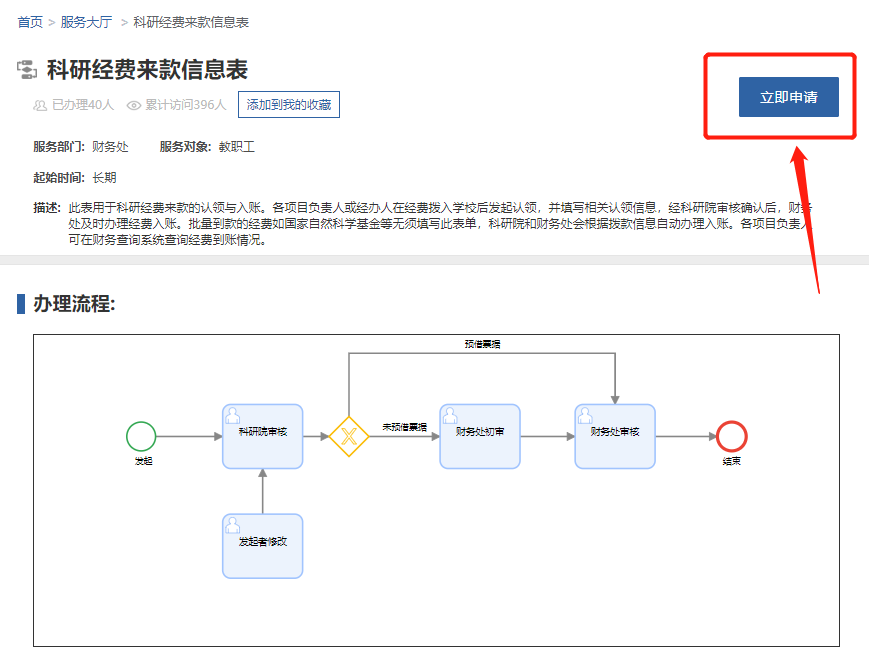 首页 > 服务大厅 > 科研经费来款信息表
科研经费来款信息表
已办理40人 累计访问396人 添加到我的收藏
立即申请
服务部门: 财务处 服务对象: 教职工
起始时间: 长期
描述: 此表用于科研经费来款的认领与入账。各项目负责人或经办人在经费拨入学校后发起认领，并填写相关认领信息，经科研院审核确认后，财务
处及时办理经费入账。批量到款的经费如国家自然科学基金等无须填写此表单，科研院和财务处会根据拨款信息自动办理入账。各项目负责人
可在财务查询系统查询经费到账情况。
办理流程:
预借票据
科研院审核
未预借票据
财务处初审
财务处审核
发起
结束
发起者修改